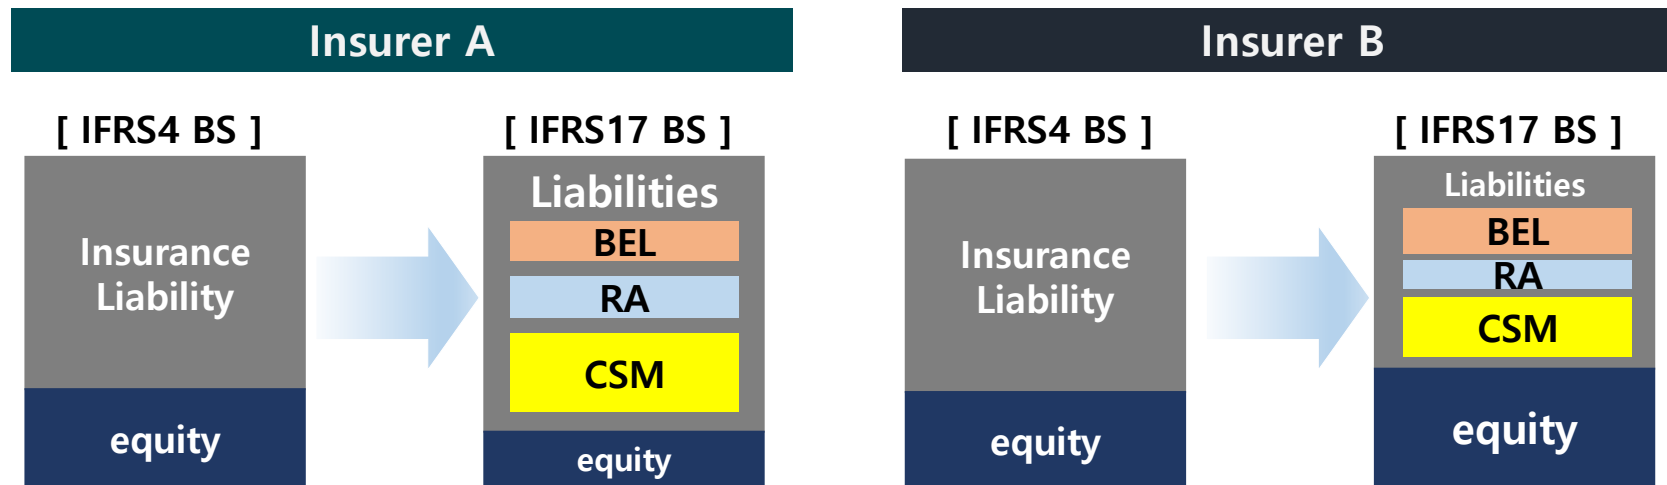 Insurer A
[ IFRS4 BS ]
Insurance
Liability
equity
[ IFRS17 BS ]
Liabilities
BEL
RA
CSM
equity
Insurer B
[ IFRS4 BS ]
Insurance
Liability
equity
[ IFRS17 BS ]
Liabilities
BEL
RA
CSM
equity